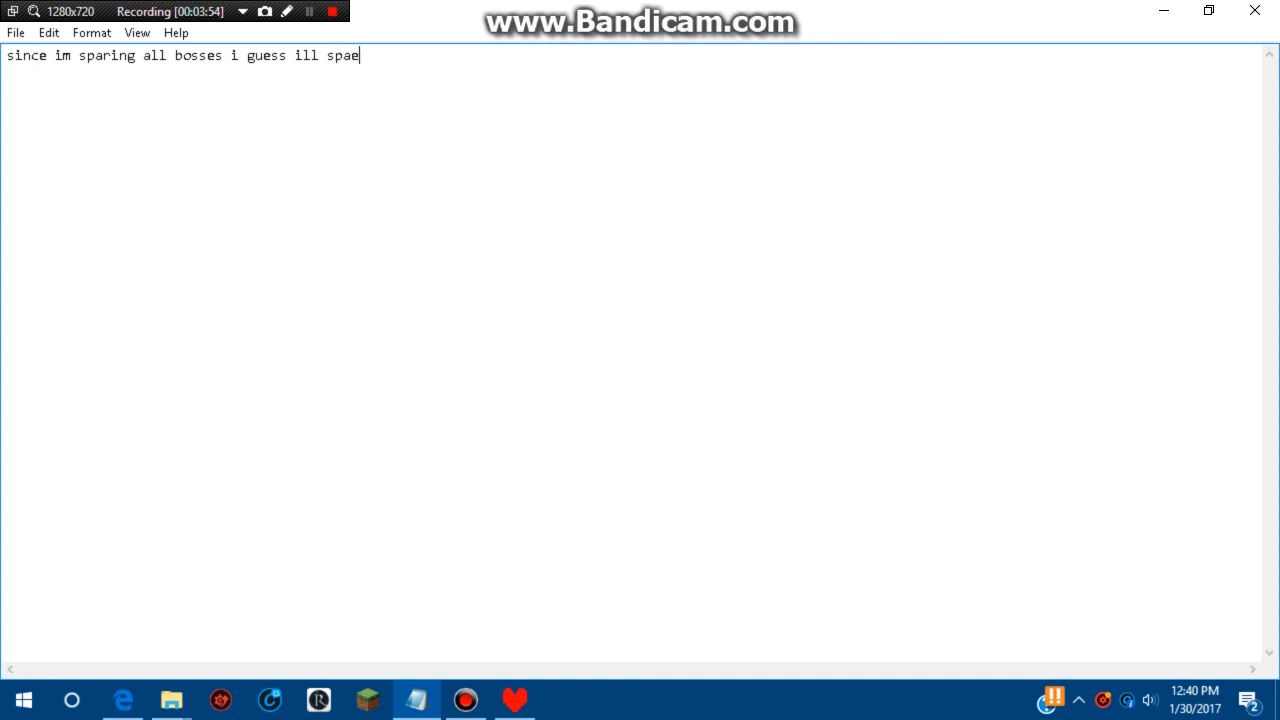 1280x720 Recording [00:03:54]
www.Bandicam.com
File Edit Format View Help
since im sparing all bosses i guess ill spae
12:40 PM
1/30/2017
2